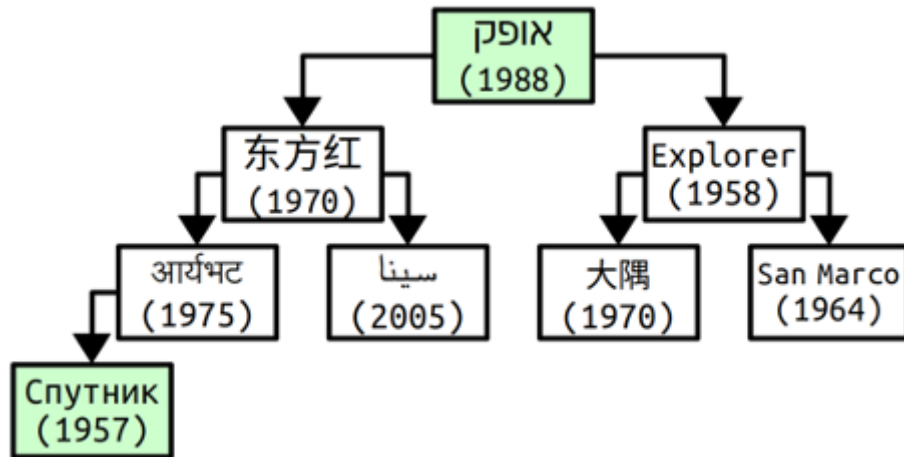 אופק
(1988)
东方红
(1970)
Explorer
(1958)
आर्यभट
(1975)
سينا
(2005)
大隅
(1970)
San Marco
(1964)
Спутник
(1957)